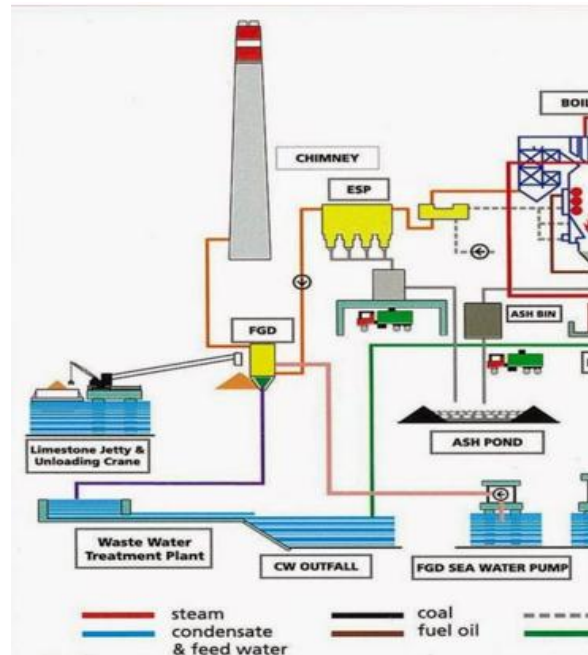 BOIL
CHIMNEY
ESP
FGD
ASH BIN
Limestone Jetty &
Unloading Crane
ASH POND
Waste Water
Treatment Plant
CW OUTFALL
FGD SEA WATER PUMP
steam
coal
condensate
& feed water
fuel oil